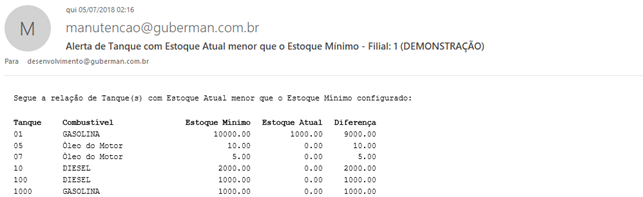 M
qui 05/07/2018 02:16
manutencao@guberman.com.br
Alerta de Tanque com Estoque Atual menor que o Estoque Mínimo - Filial: 1 (DEMONSTRAÇÃO)
Para desenvolvimento@guberman.com.br
Segue a relação de Tanque(s) com Estoque Atual menor que o Estoque Mínimo configurado:
Tanque Combustível Estoque Mínimo Estoque Atual Diferença
01 GASOLINA 10000.00 1000.00 9000.00
05 Óleo do Motor 10.00 0.00 10.00
07 Óleo do Motor 5.00 0.00 5.00
10 DIESEL 2000.00 0.00 2000.00
100 DIESEL 1000.00 0.00 1000.00
1000 GASOLINA 1000.00 0.00 1000.00